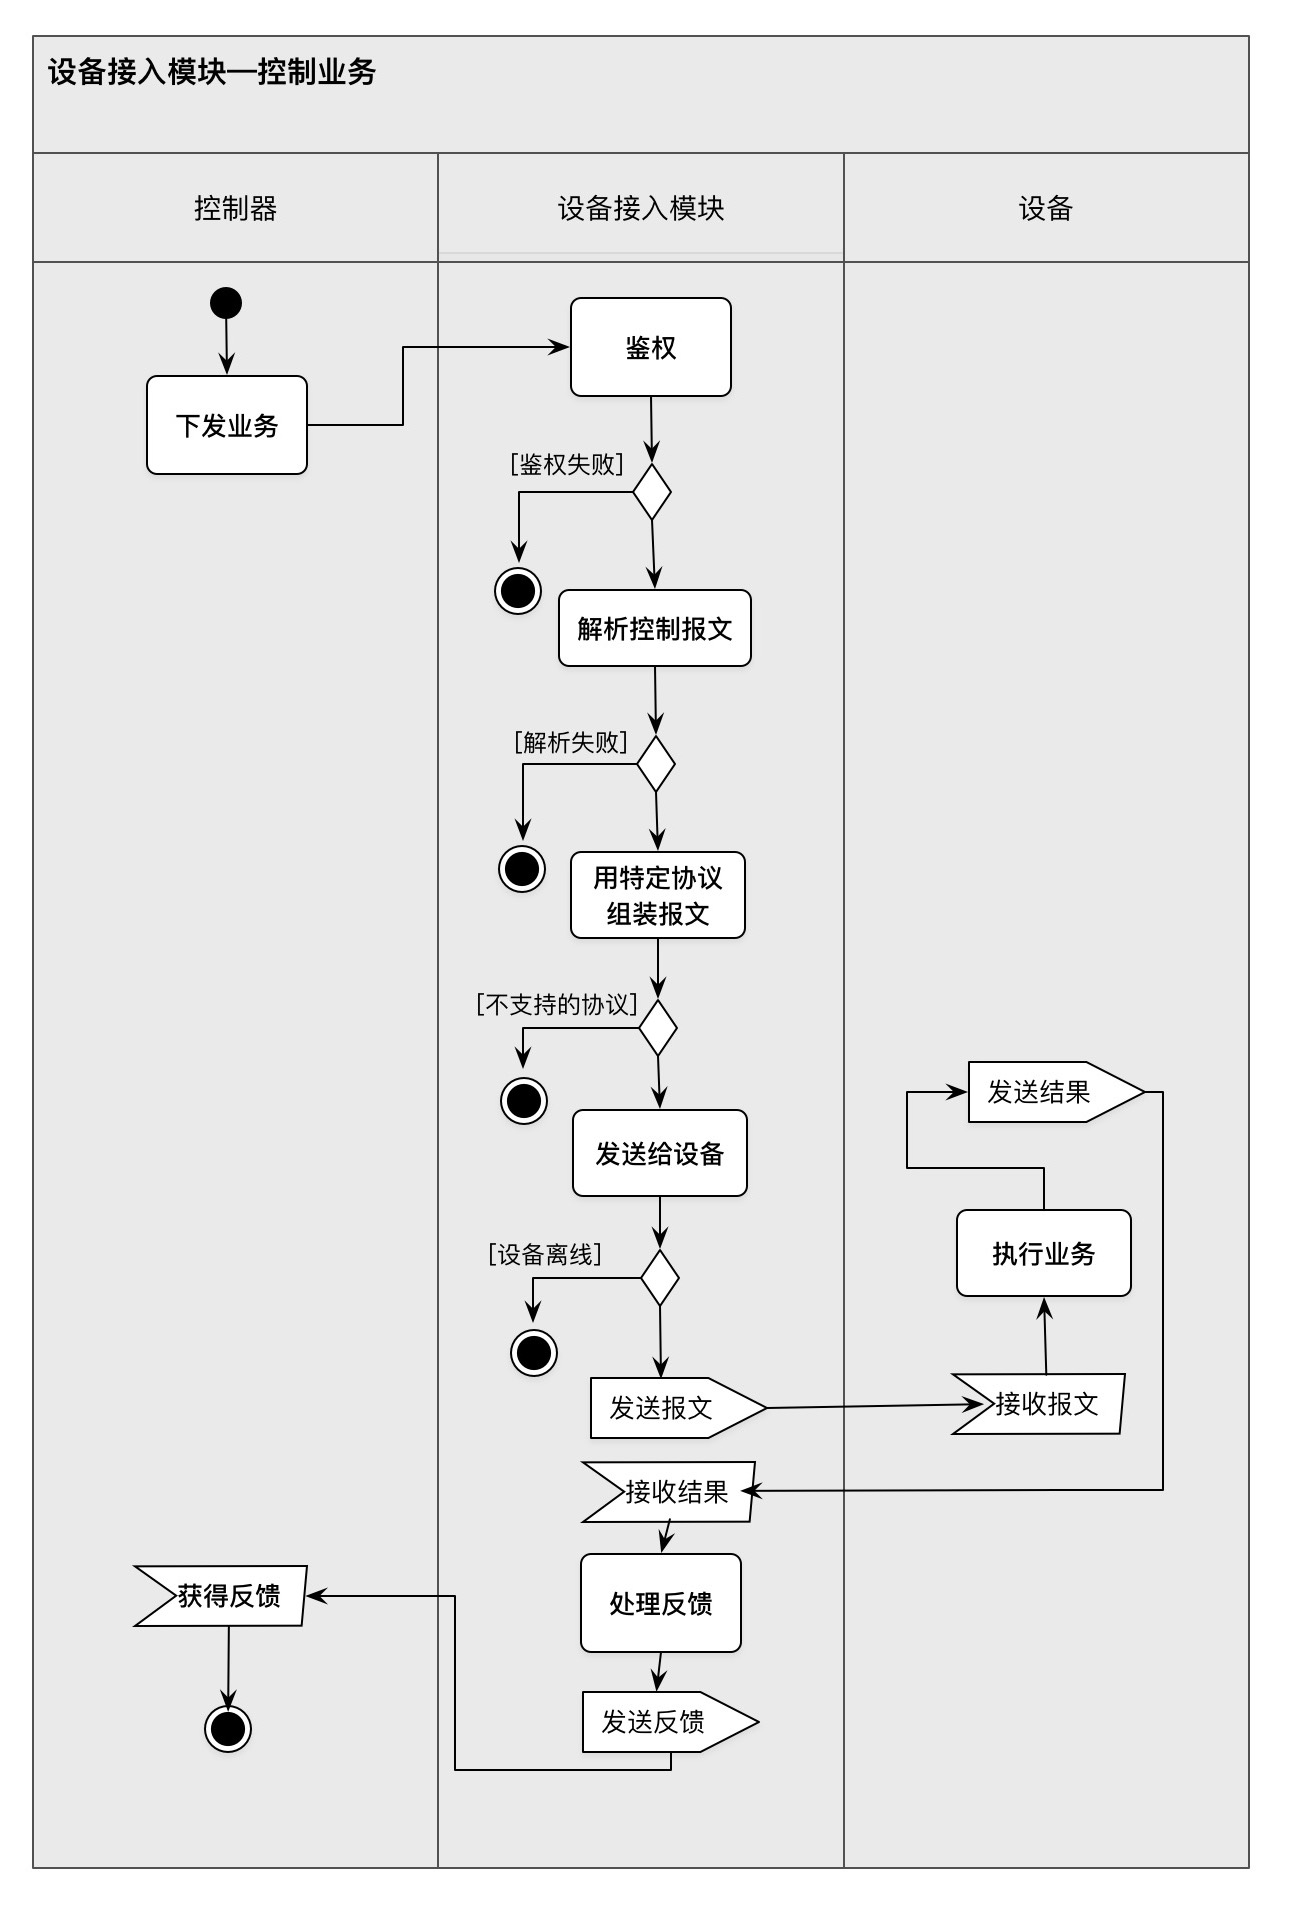 设备接入模块—控制业务
控制器
设备接入模块
设备
鉴权
下发业务
[鉴权失败]
解析控制报文
[解析失败]
用特定协议
组装报文
[不支持的协议]
发送结果
发送给设备
[设备离线]
执行业务
发送报文
接收报文
接收结果
获得反馈
处理反馈
发送反馈